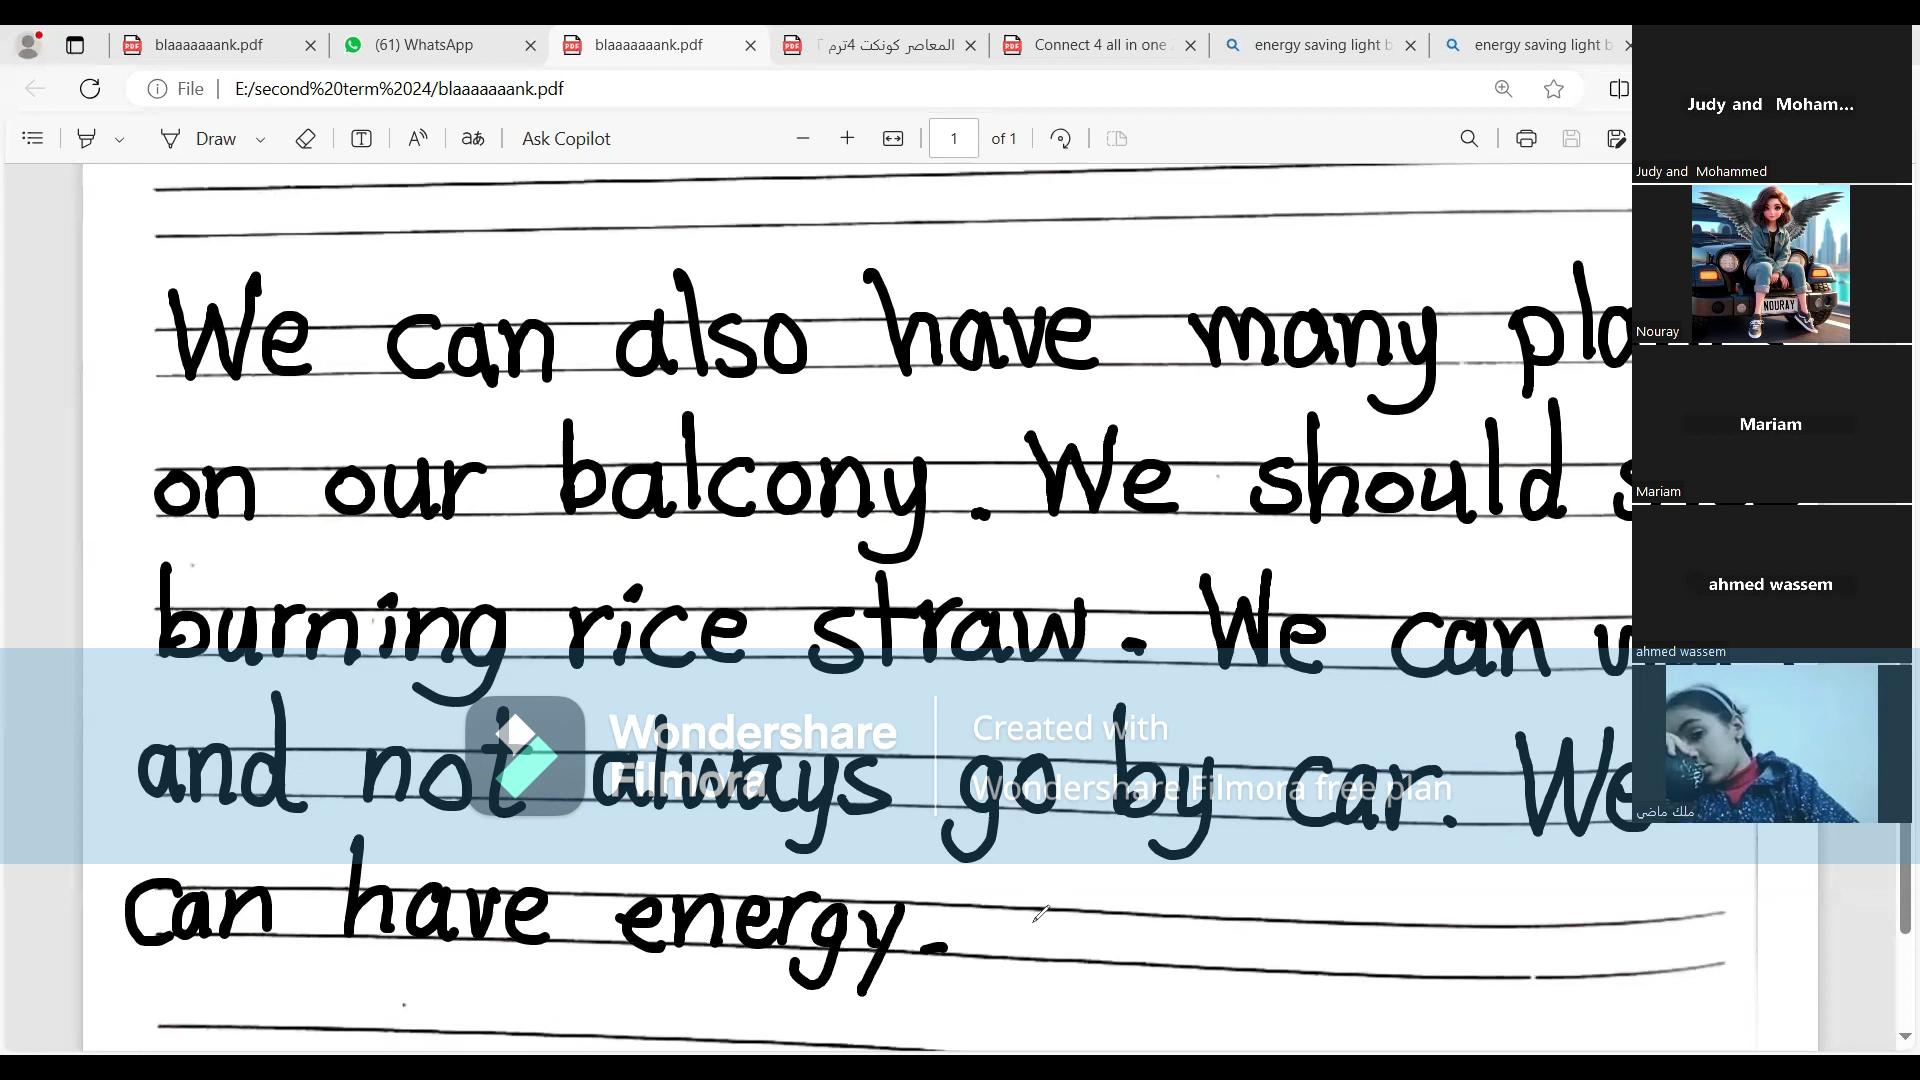 blaaaaaaank.pdf
(61) WhatsApp
blaaaaaaank.pdf
المعاصر كونكت 4ترم
Connect 4 all in one
energy saving light b
energy saving light b
File
E:/second%20term%2024/blaaaaaaank.pdf
Draw
Ask Copilot
1 of 1
We can also have many
on our balcony. We should
burning rice straw. We can
and not always go by car. We
can have energy.
Wondershare
Filmora
Created with
Wondershare Filmora free plan
Judy and Moham...
Judy and Mohammed
NOURAY
Nouray
Mariam
Mariam
ahmed wassem
ahmed wassem
ملك ماضي